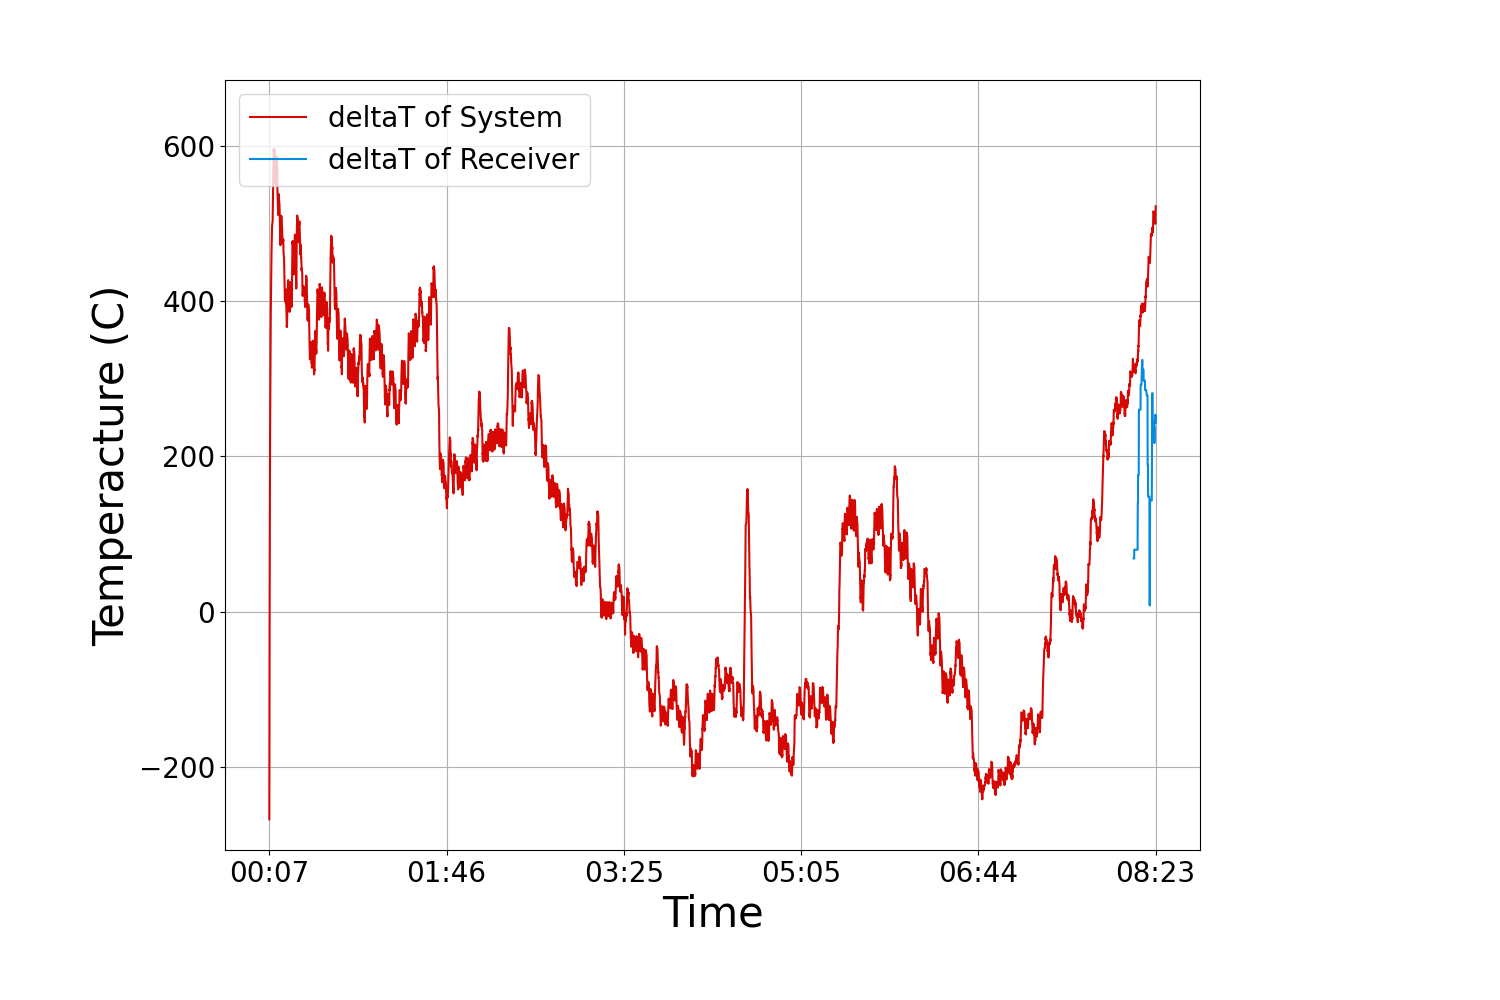 deltaT of System
deltaT of Receiver
600
400
200
0
−200
Temperacture (C)
00:07 01:46 03:25 05:05 06:44 08:23
Time